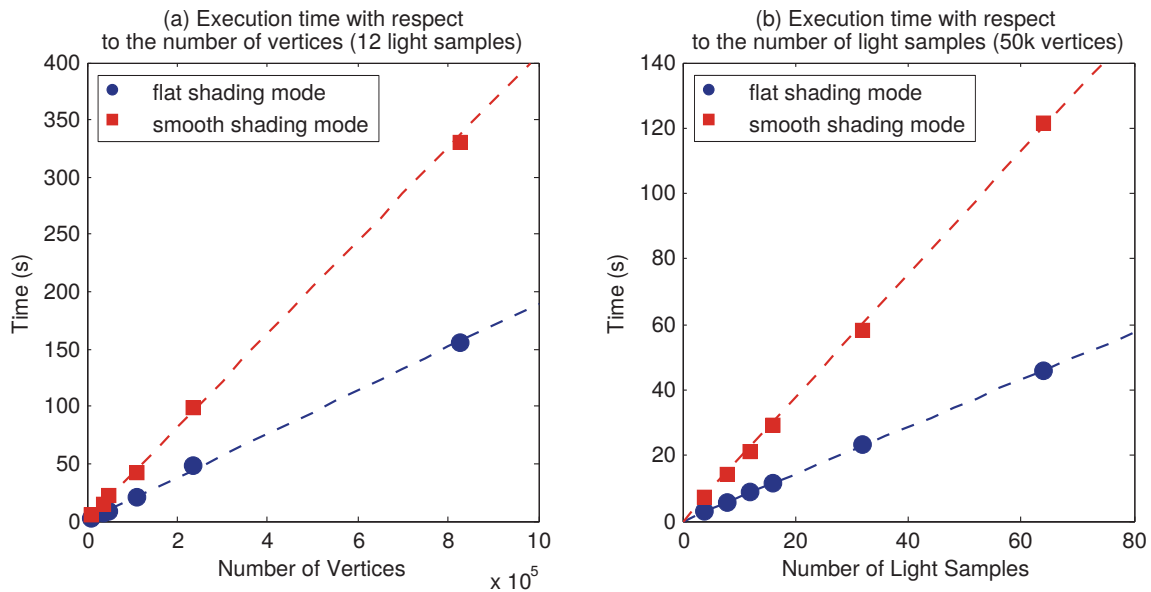 (a) Execution time with respect
to the number of vertices (12 light samples)
400
350
300
250
200
150
100
50
0
Time (s)
flat shading mode
smooth shading mode
0
2
4
6
8
10
Number of Vertices
x 10^5
(b) Execution time with respect
to the number of light samples (50k vertices)
140
120
100
80
60
40
20
0
Time (s)
flat shading mode
smooth shading mode
0
20
40
60
80
Number of Light Samples